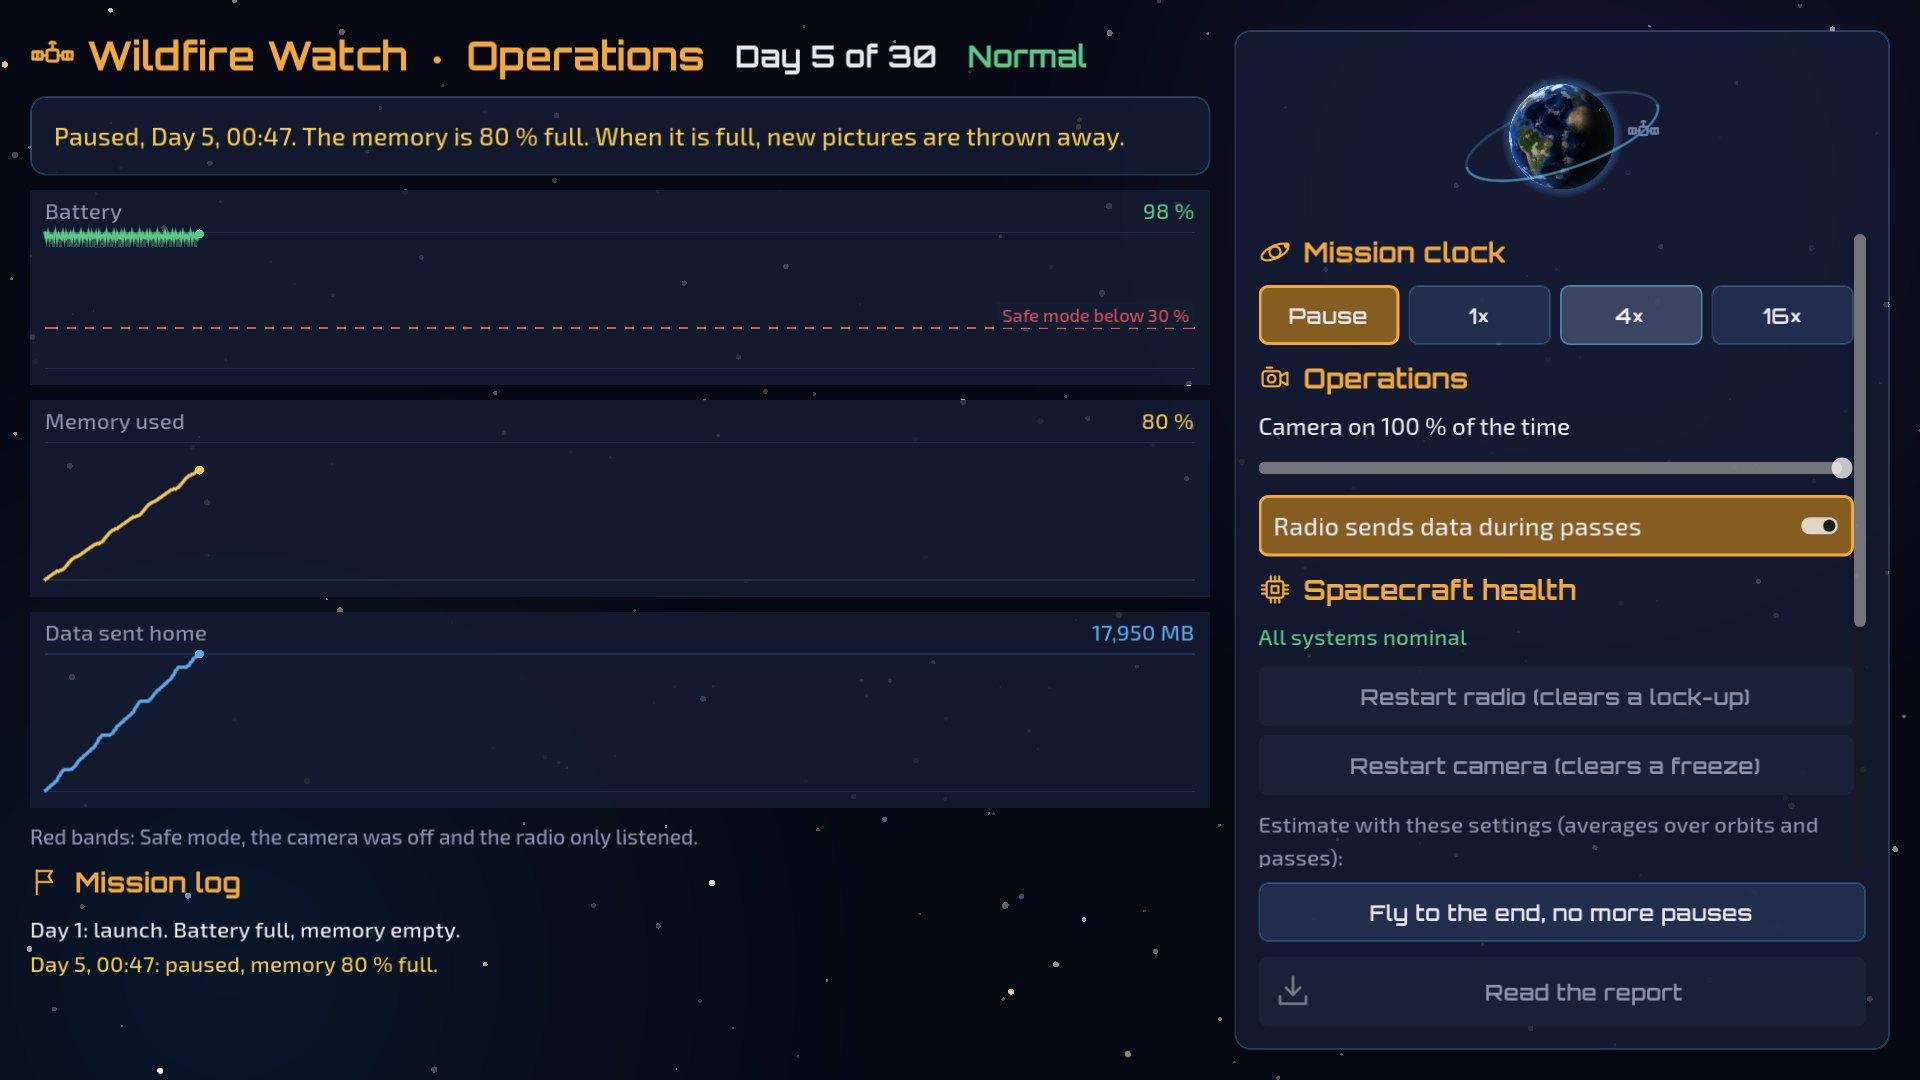 Wildfire Watch · Operations Day 5 of 30 Normal
Paused, Day 5, 00:47. The memory is 80 % full. When it is full, new pictures are thrown away.
Battery 98 %
Safe mode below 30 %
Memory used 80 %
Data sent home 17,950 MB
Red bands: Safe mode, the camera was off and the radio only listened.
Mission log
Day 1: launch. Battery full, memory empty.
Day 5, 00:47: paused, memory 80 % full.
Mission clock
Pause 1x 4x 16x
Operations
Camera on 100 % of the time
Radio sends data during passes
Spacecraft health
All systems nominal
Restart radio (clears a lock-up)
Restart camera (clears a freeze)
Estimate with these settings (averages over orbits and
passes):
Fly to the end, no more pauses
Read the report